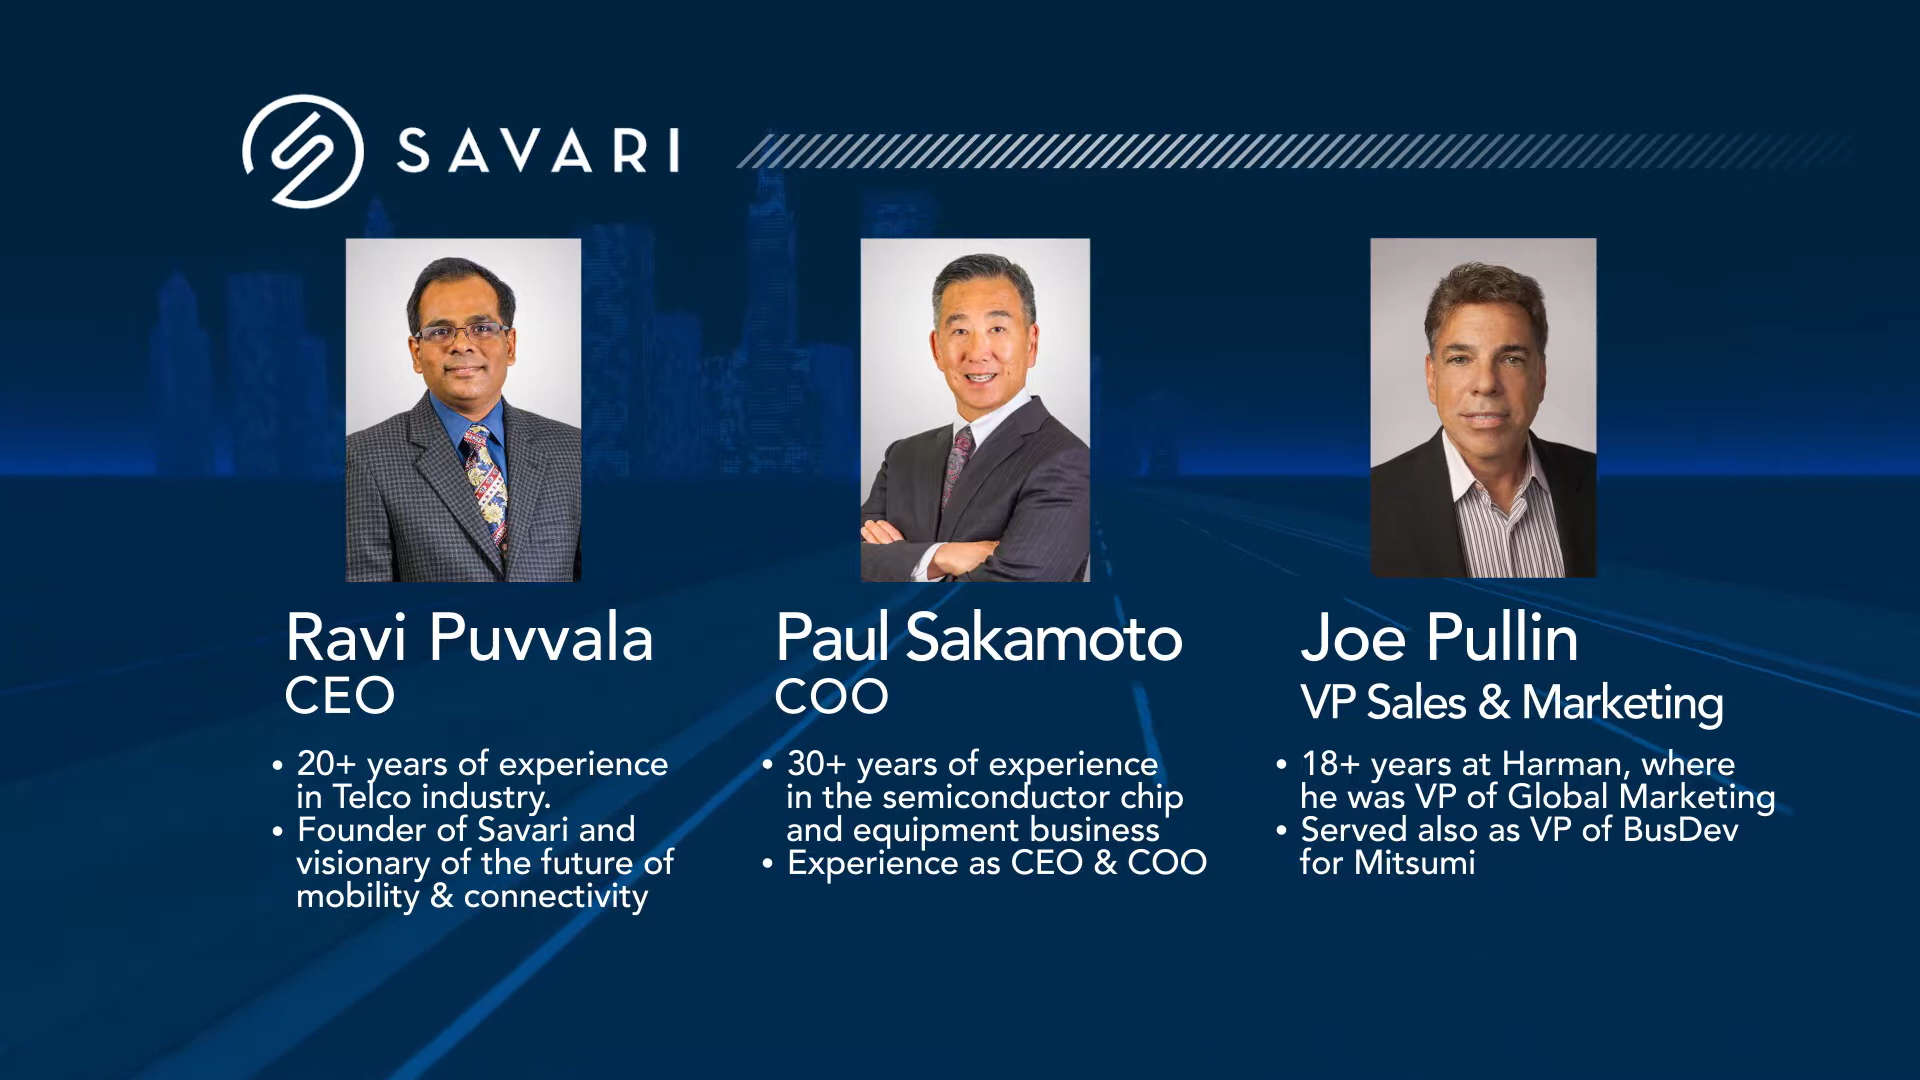 SAVARI
Ravi Puvvala
CEO
• 20+ years of experience
in Telco industry.
• Founder of Savari and
visionary of the future of
mobility & connectivity
Paul Sakamoto
COO
• 30+ years of experience
in the semiconductor chip
and equipment business
• Experience as CEO & COO
Joe Pullin
VP Sales & Marketing
• 18+ years at Harman, where
he was VP of Global Marketing
• Served also as VP of BusDev
for Mitsumi